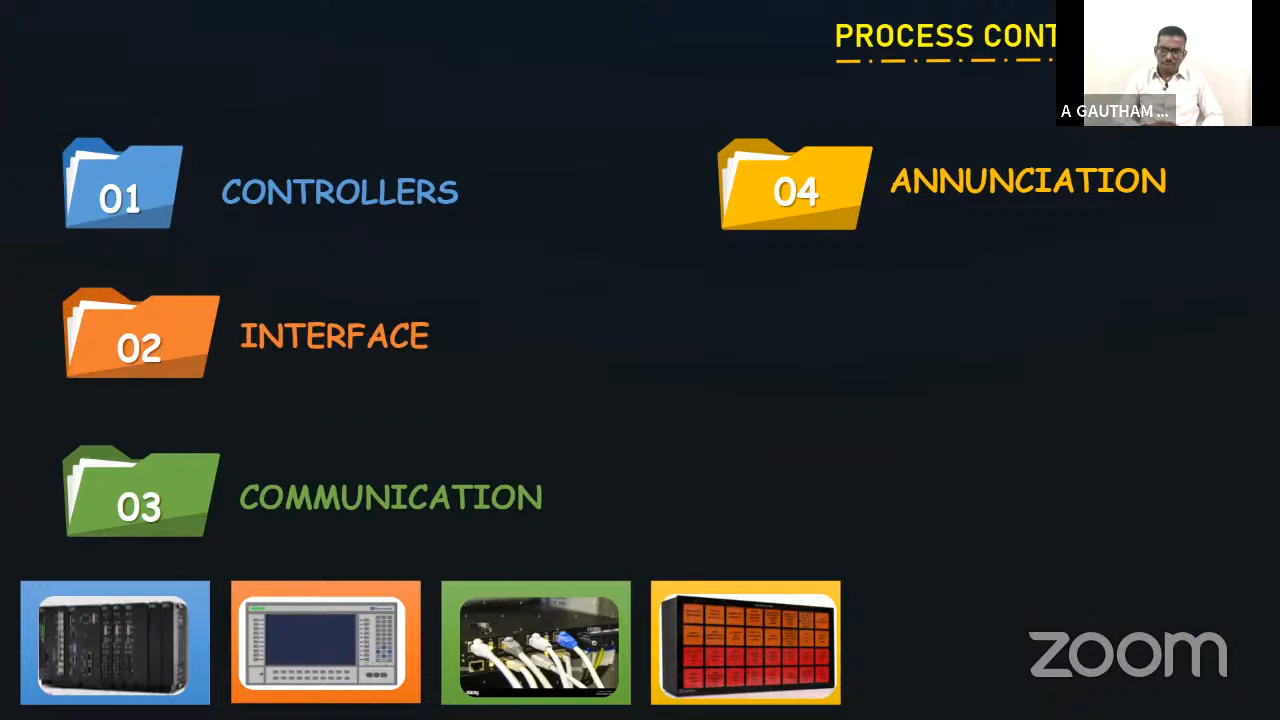 PROCESS CONT
A GAUTHAM ...
01
CONTROLLERS
04
ANNUNCIATION
02
INTERFACE
03
COMMUNICATION
zoom